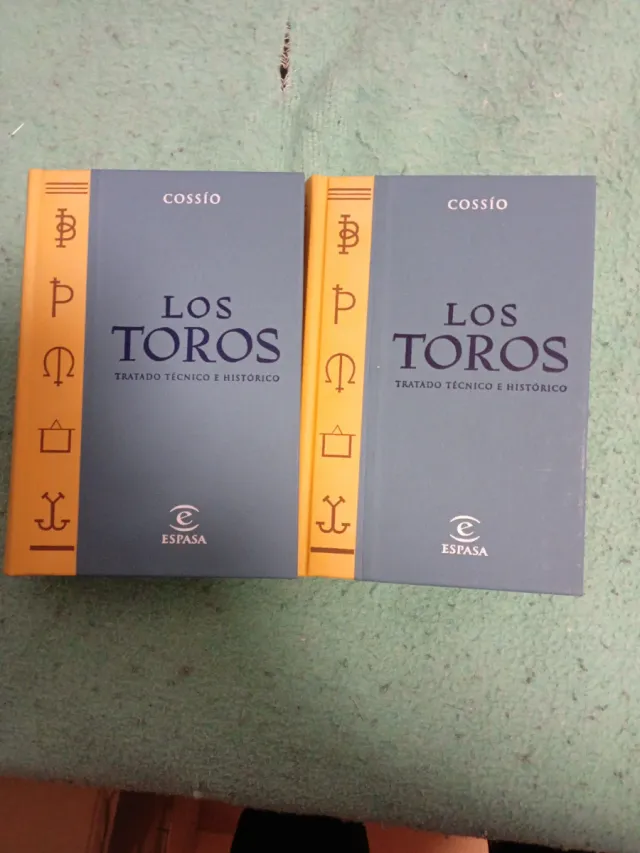 COSSÍO
LOS
TOROS
TRATADO TÉCNICO E HISTÓRICO
e
ESPASA
COSSÍO
LOS
TOROS
TRATADO TÉCNICO E HISTÓRICO
e
ESPASA